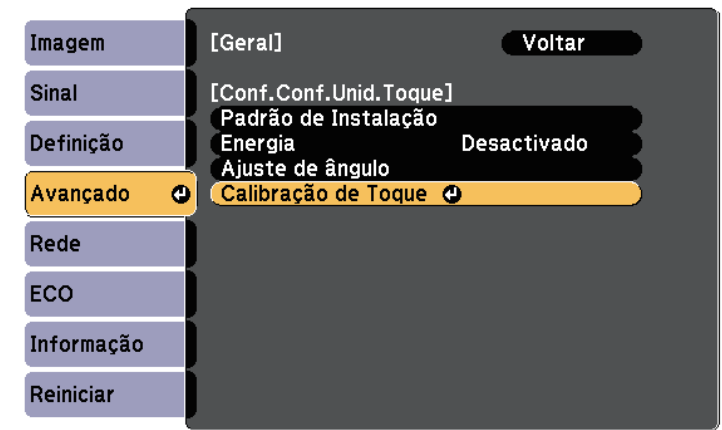 Imagem
Sinal
Definição
Avançado
Rede
ECO
Informação
Reiniciar
[Geral] Voltar
[Conf.Conf.Unid.Toque]
Padrão de Instalação
Energia Desactivado
Ajuste de ângulo
Calibração de Toque